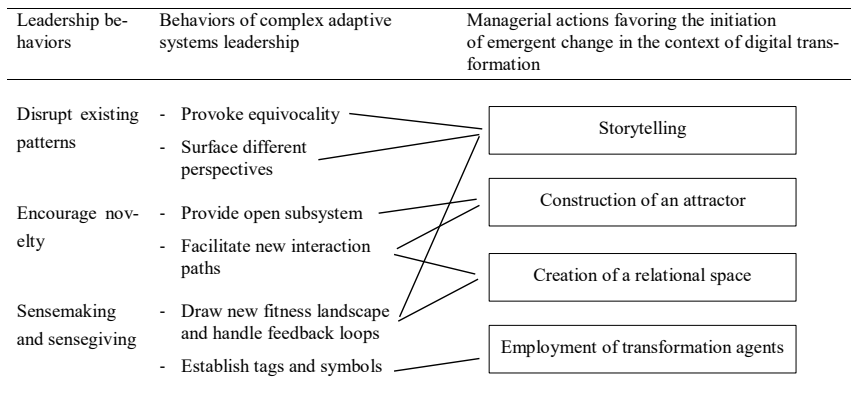 Leadership be-
haviors
Behaviors of complex adaptive
systems leadership
Managerial actions favoring the initiation
of emergent change in the context of digital trans-
formation
Disrupt existing
patterns
- Provoke equivocality
- Surface different
perspectives
Encourage nov-
elty
- Provide open subsystem
- Facilitate new interaction
paths
Sensemaking
and sensegiving
- Draw new fitness landscape
and handle feedback loops
- Establish tags and symbols
Storytelling
Construction of an attractor
Creation of a relational space
Employment of transformation agents